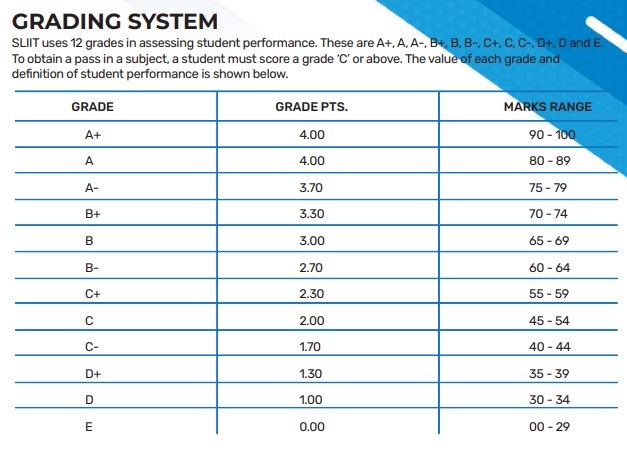 GRADING SYSTEM
SLIIT uses 12 grades in assessing student performance. These are A+, A, A-, B+, B, B-, C+, C, C-, D+, D and E.
To obtain a pass in a subject, a student must score a grade ‘C’ or above. The value of each grade and
definition of student performance is shown below.
GRADE GRADE PTS. MARKS RANGE
A+ 4.00 90 - 100
A 4.00 80 - 89
A- 3.70 75 - 79
B+ 3.30 70 - 74
B 3.00 65 - 69
B- 2.70 60 - 64
C+ 2.30 55 - 59
C 2.00 45 - 54
C- 1.70 40 - 44
D+ 1.30 35 - 39
D 1.00 30 - 34
E 0.00 00 - 29